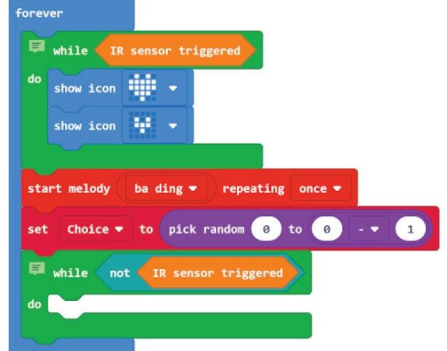 forever
while IR sensor triggered
do
show icon
show icon
start melody ba ding repeating once
set Choice to pick random 0 to 0 - 1
while not IR sensor triggered
do